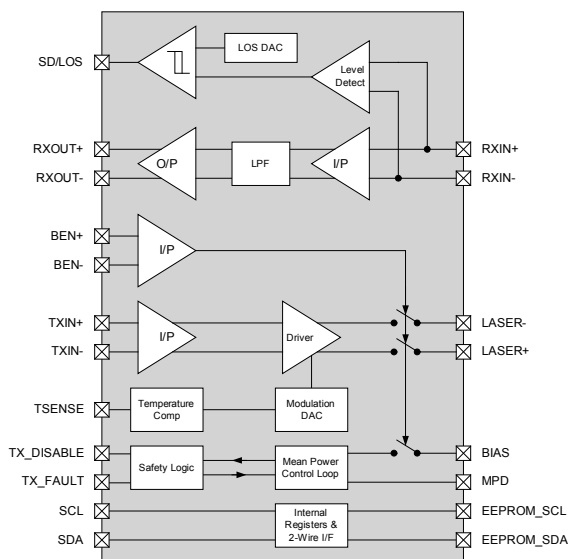 LOS DAC
SD/LOS
Level
Detect
RXOUT+
RXIN+
O/P
LPF
I/P
RXOUT-
RXIN-
BEN+
I/P
BEN-
TXIN+
LASER-
I/P
Driver
TXIN-
LASER+
TSENSE
Temperature
Comp
Modulation
DAC
TX_DISABLE
BIAS
Safety Logic
Mean Power
Control Loop
TX_FAULT
MPD
SCL
EEPROM_SCL
Internal
Registers &
2-Wire I/F
SDA
EEPROM_SDA